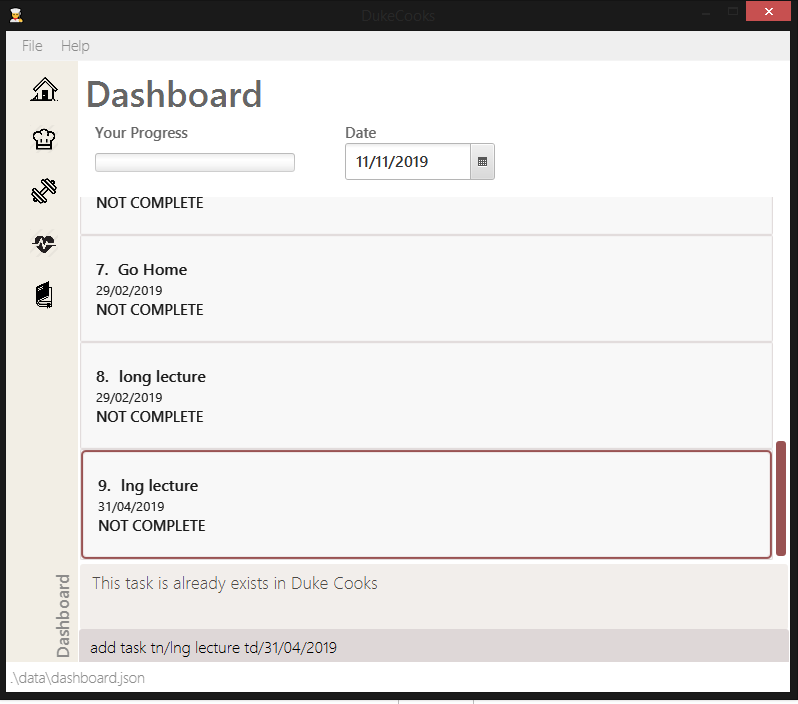 DukeCooks
File Help
Dashboard
Your Progress
Date
11/11/2019
NOT COMPLETE
7. Go Home
29/02/2019
NOT COMPLETE
8. long lecture
29/02/2019
NOT COMPLETE
9. lng lecture
31/04/2019
NOT COMPLETE
This task is already exists in Duke Cooks
Dashboard
add task tn/lng lecture td/31/04/2019
.\data\dashboard.json